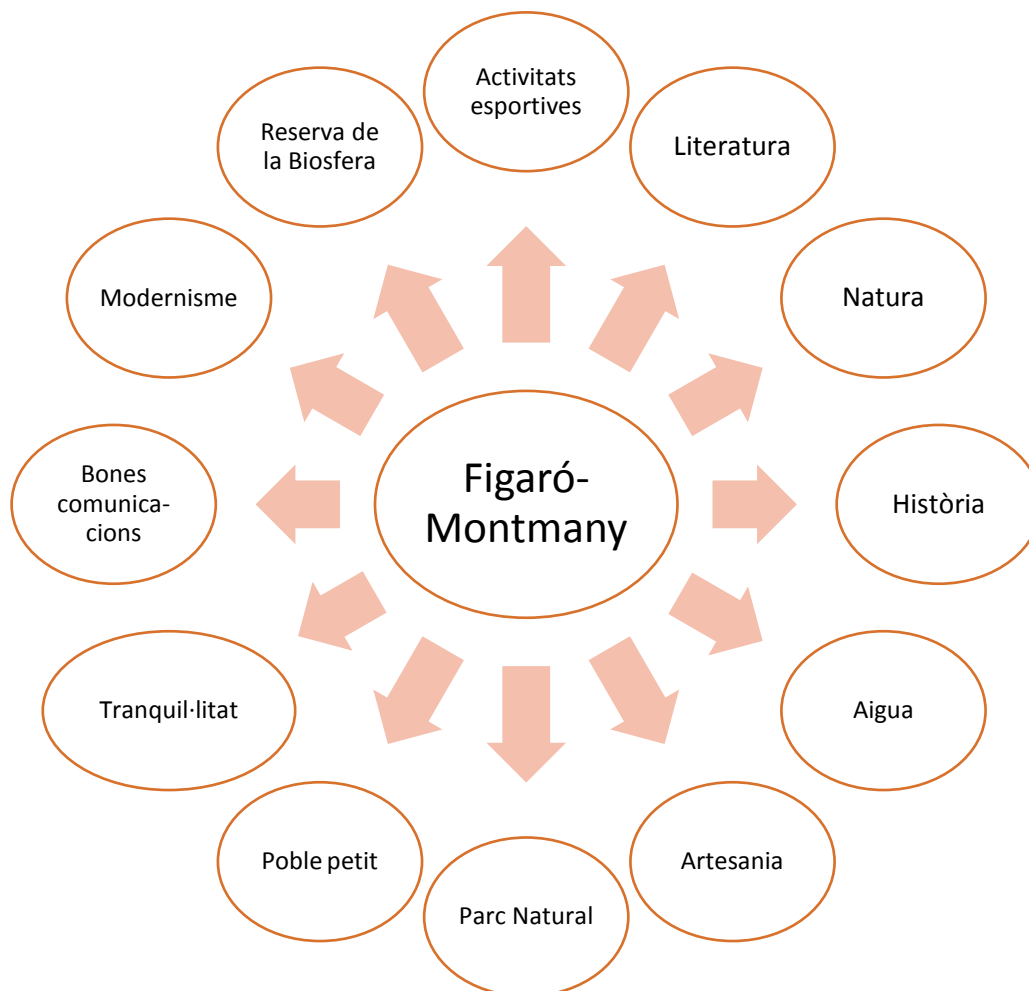 Activitats
esportives
Literatura
Natura
Història
Aigua
Artesania
Parc Natural
Poble petit
Tranquil·litat
Bones
comunica-
cions
Modernisme
Reserva de
la Biosfera
Figaró-
Montmany